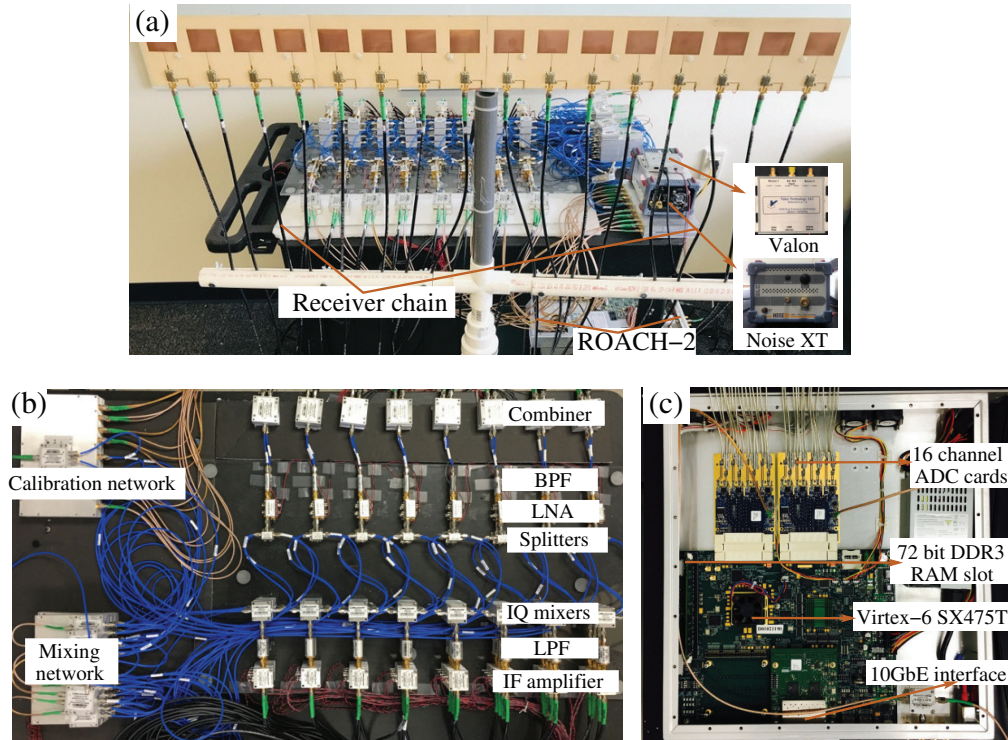 (a)
Valon
Receiver chain
ROACH−2
Noise XT
(b)
Combiner
Calibration network
BPF
LNA
Splitters
IQ mixers
Mixing
network
LPF
IF amplifier
(c)
16 channel
ADC cards
72 bit DDR3
RAM slot
Virtex−6 SX475T
10GbE interface